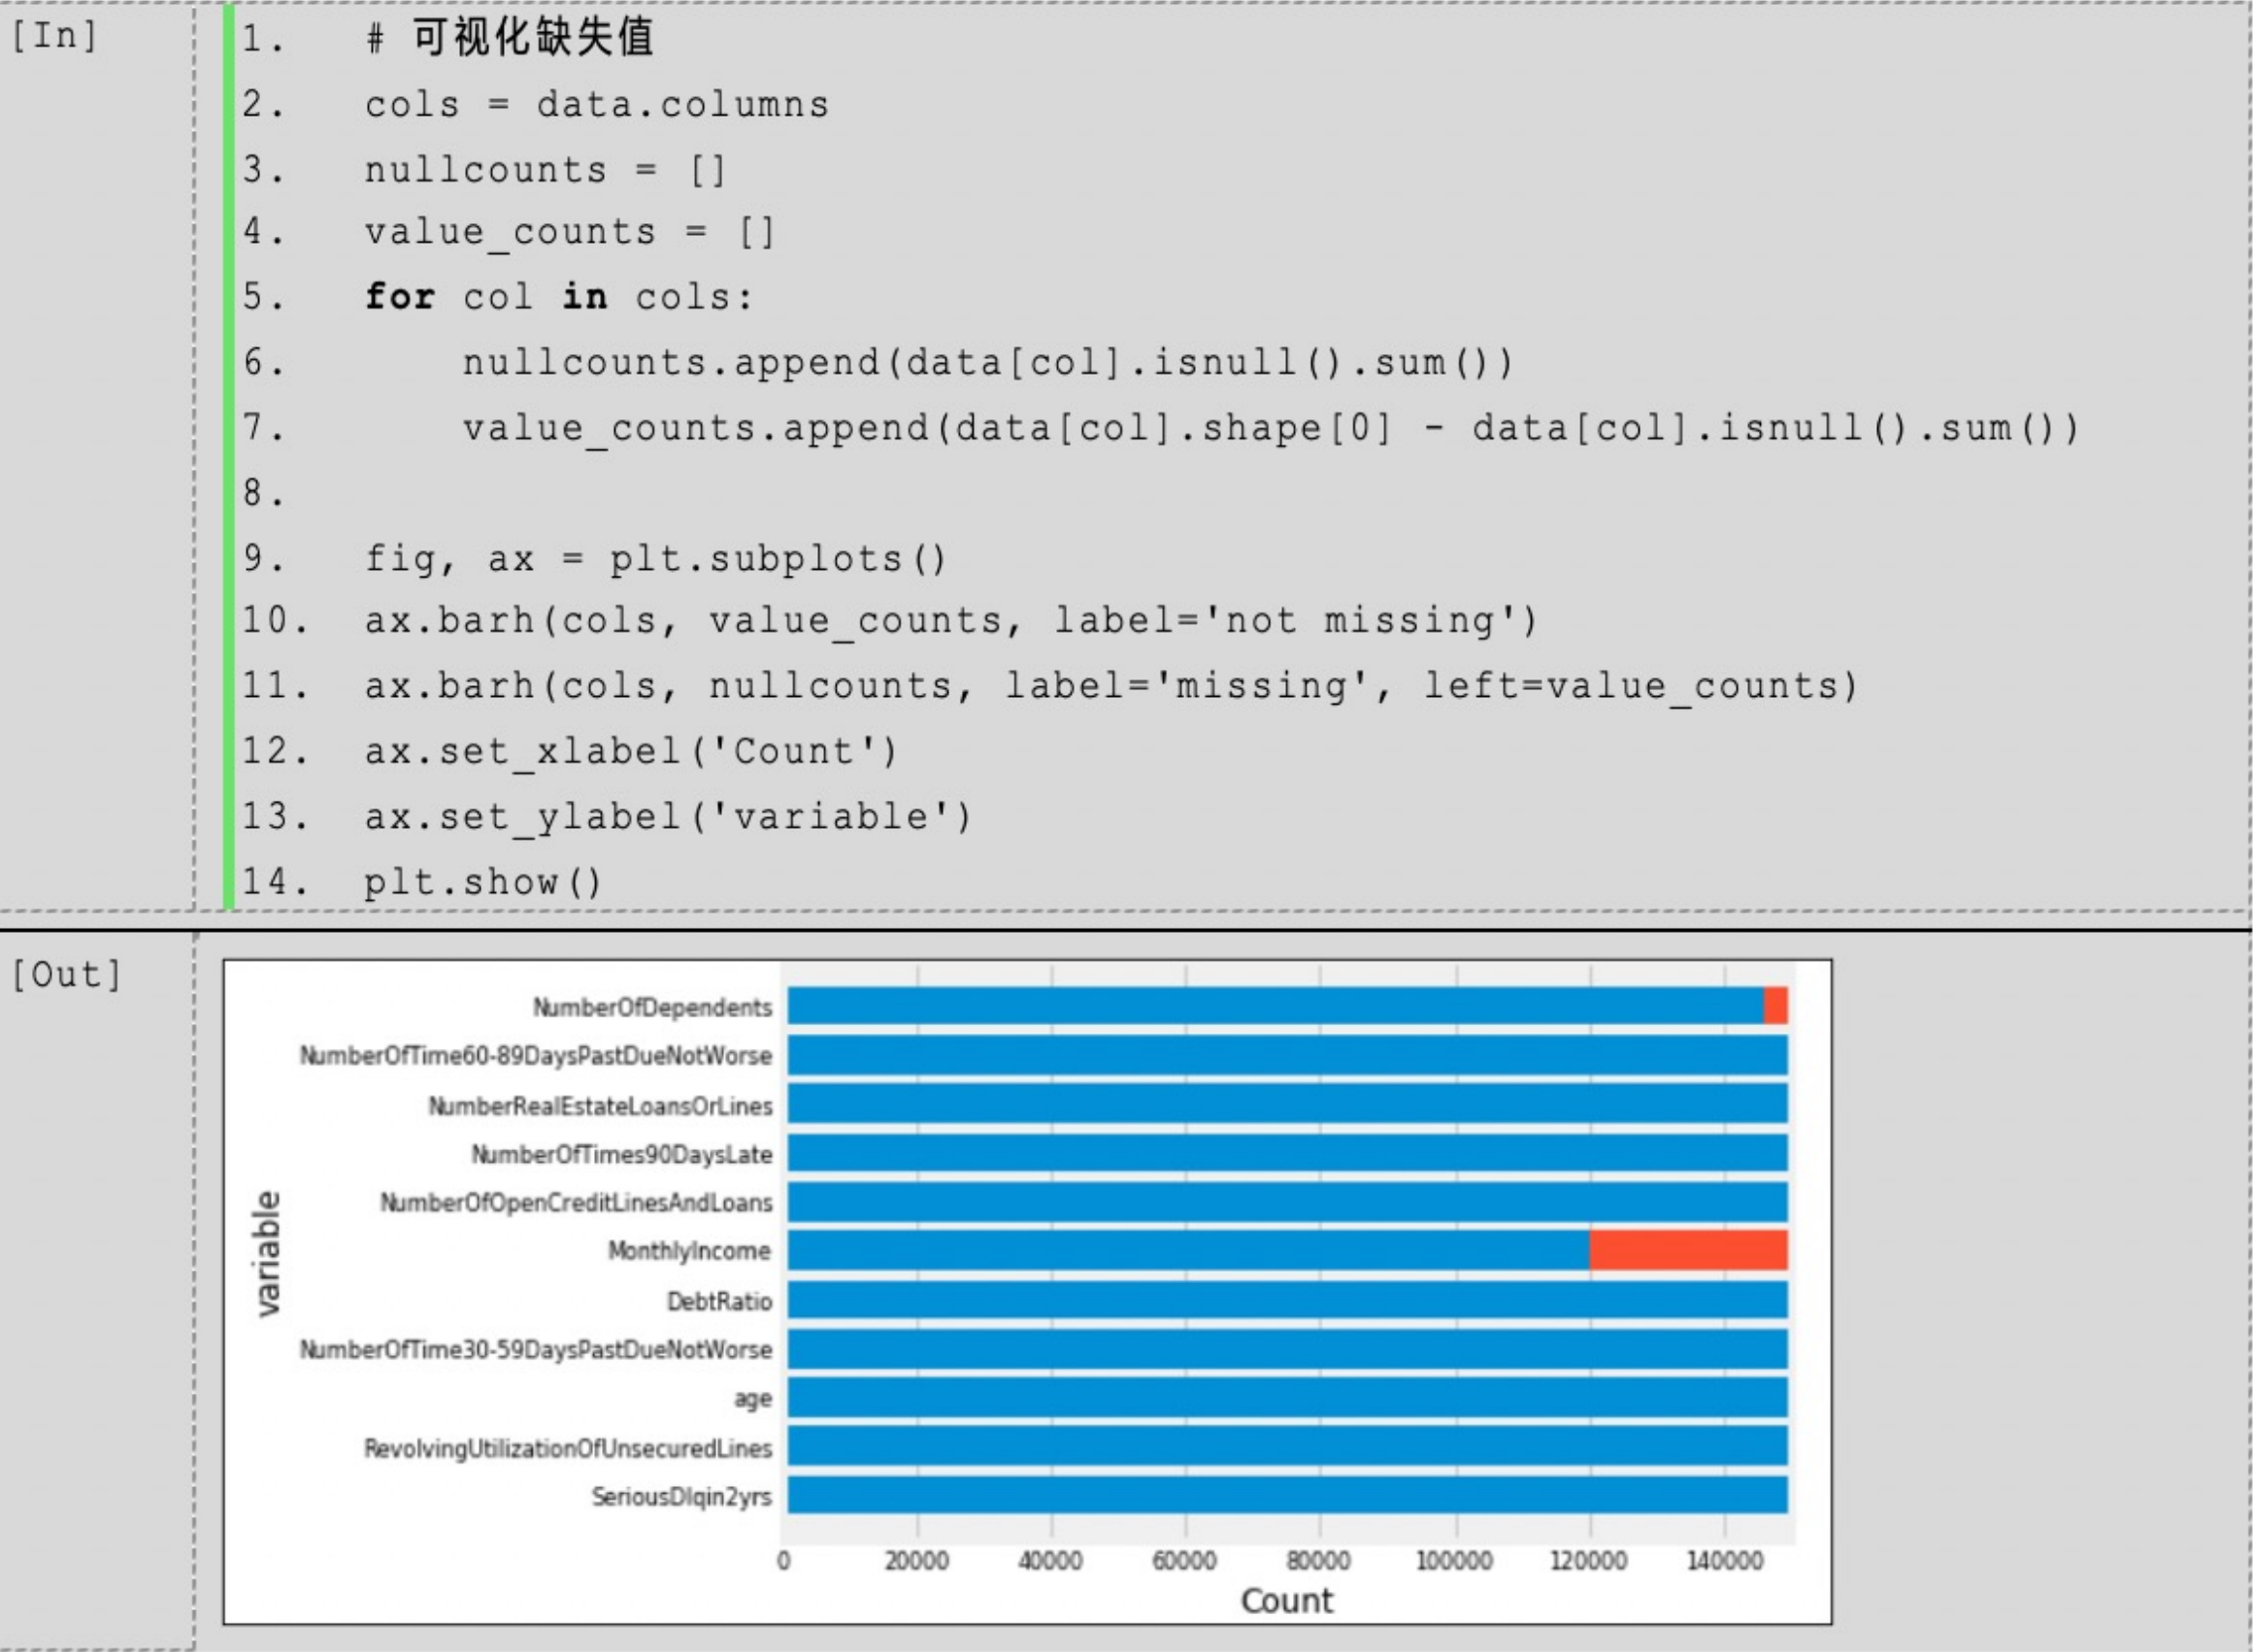 [In]
1. # 可视化缺失值
2. cols = data.columns
3. nullcounts = []
4. value_counts = []
5. for col in cols:
6. nullcounts.append(data[col].isnull().sum())
7. value_counts.append(data[col].shape[0] - data[col].isnull().sum())
8.
9. fig, ax = plt.subplots()
10. ax.barh(cols, value_counts, label='not missing')
11. ax.barh(cols, nullcounts, label='missing', left=value_counts)
12. ax.set_xlabel('Count')
13. ax.set_ylabel('variable')
14. plt.show()
[Out]
variable
NumberOfDependents
NumberOfTime60-89DaysPastDueNotWorse
NumberRealEstateLoansOrLines
NumberOfTimes90DaysLate
NumberOfOpenCreditLinesAndLoans
MonthlyIncome
DebtRatio
NumberOfTime30-59DaysPastDueNotWorse
age
RevolvingUtilizationOfUnsecuredLines
SeriousDlqin2yrs
0 20000 40000 60000 80000 100000 120000 140000
Count